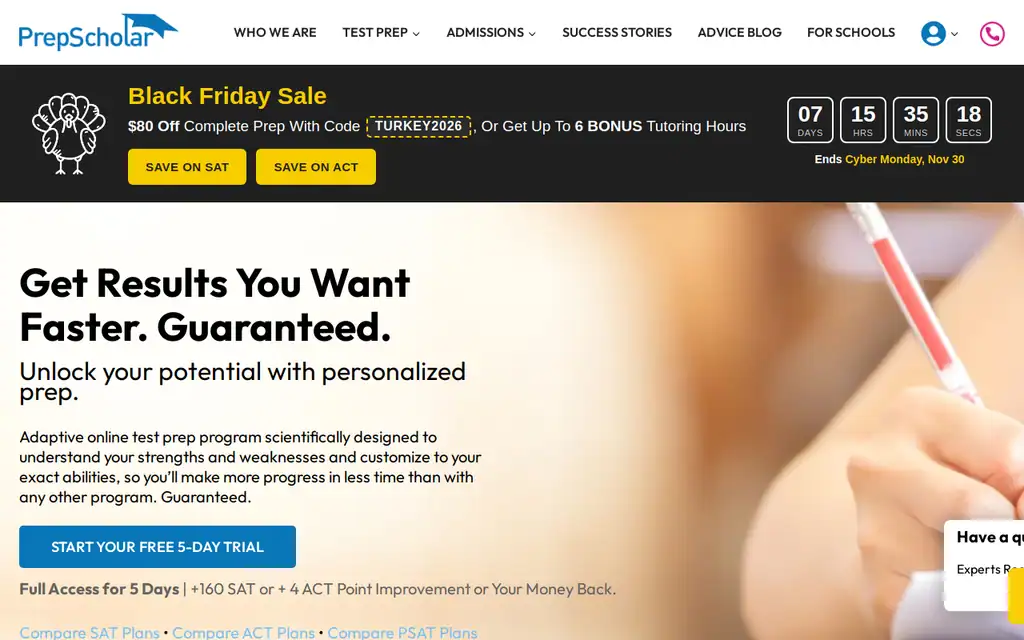 PrepScholar
WHO WE ARE
TEST PREP
ADMISSIONS
SUCCESS STORIES
ADVICE BLOG
FOR SCHOOLS
Black Friday Sale
$80 Off Complete Prep With Code TURKEY2026, Or Get Up To 6 BONUS Tutoring Hours
SAVE ON SAT
SAVE ON ACT
07 15 35 18
DAYS HRS MINS SECS
Ends Cyber Monday, Nov 30
Get Results You Want
Faster. Guaranteed.
Unlock your potential with personalized
prep.
Adaptive online test prep program scientifically designed to
understand your strengths and weaknesses and customize to your
exact abilities, so you’ll make more progress in less time than with
any other program. Guaranteed.
START YOUR FREE 5-DAY TRIAL
Full Access for 5 Days | +160 SAT or + 4 ACT Point Improvement or Your Money Back.
Compare SAT Plans • Compare ACT Plans • Compare PSAT Plans
Have a
Experts